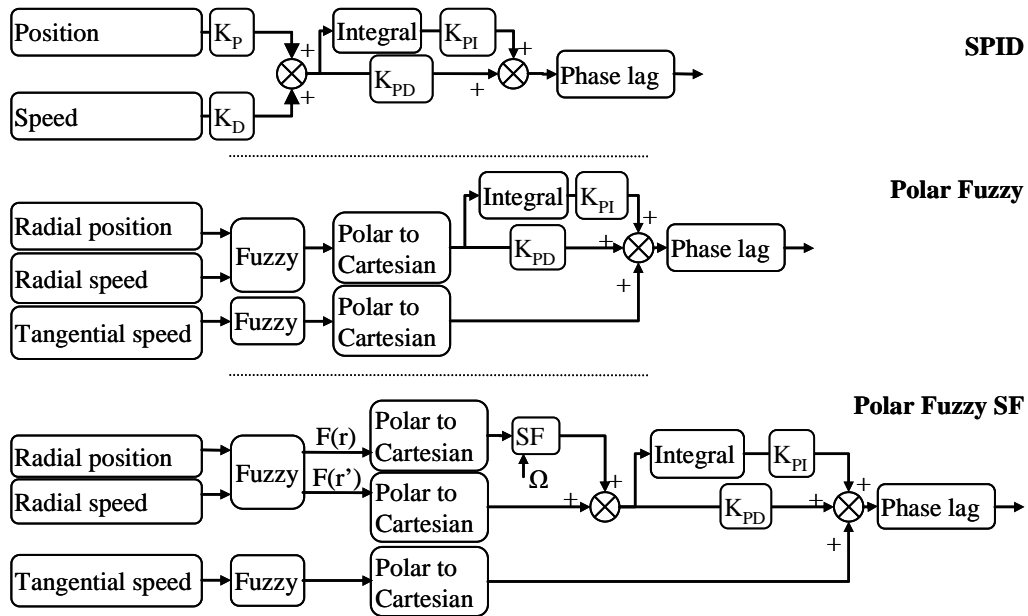 Position
K_P
+
Integral
K_PI
+
SPID
K_PD
+
Phase lag
Speed
K_D
+
Polar Fuzzy
Integral
K_PI
+
Radial position
Fuzzy
Polar to
Cartesian
K_PD
+
Phase lag
Radial speed
+
Tangential speed
Fuzzy
Polar to
Cartesian
Polar Fuzzy SF
F(r)
Polar to
Cartesian
SF
Ω
+
Integral
K_PI
+
Radial position
Fuzzy
Radial speed
F(r’)
Polar to
Cartesian
+
K_PD
+
Phase lag
+
Tangential speed
Fuzzy
Polar to
Cartesian